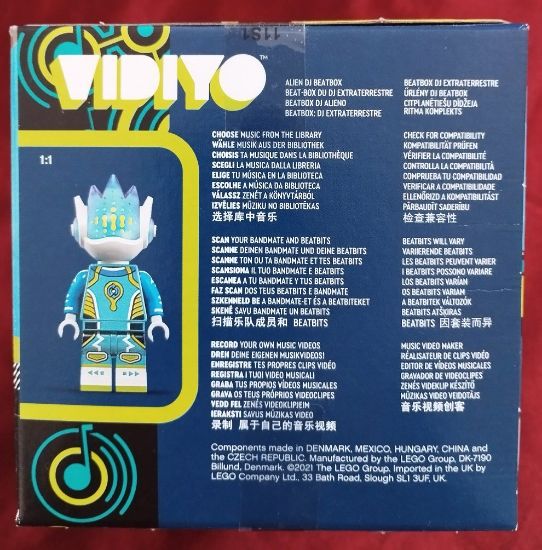 11S1
VIDIYO™
ALIEN DJ BEATBOX
BEAT-BOX DU DJ EXTRATERRESTRE
BEATBOX DJ ALIENO
BEATBOX: DJ EXTRATERRESTRE
BEATBOX DJ EXTRATERRESTRE
ŰRLÉNY DJ BEATBOX
CITPLANĒTIEŠU DĪDŽEJA
RITMA KOMPLEKTS
1:1
CHOOSE MUSIC FROM THE LIBRARY
WÄHLE MUSIK AUS DER BIBLIOTHEK
CHOISIS TA MUSIQUE DANS LA BIBLIOTHÈQUE
SCEGLI LA MUSICA DALLA LIBRERIA
ELIGE TU MÚSICA EN LA BIBLIOTECA
ESCOLHE A MÚSICA DA BIBLIOTECA
VÁLASSZ ZENÉT A KÖNYVTÁRBÓL
IZVĒLIES MŪZIKU NO BIBLIOTĒKAS
选择库中音乐
CHECK FOR COMPATIBILITY
KOMPATIBILITÄT PRÜFEN
VÉRIFIER LA COMPATIBILITÉ
CONTROLLA LA COMPATIBILITÀ
COMPRUEBA TU COMPATIBILIDAD
VERIFICAR A COMPATIBILIDADE
ELLENŐRIZD A KOMPATIBILITÁST
PĀRBAUDĪT SADERĪBU
检查兼容性
SCAN YOUR BANDMATE AND BEATBITS
SCANNE DEINEN BANDMATE UND DEINE BEATBITS
SCANNE TON OU TA BANDMATE ET TES BEATBITS
SCANSIONA IL TUO BANDMATE E BEATBITS
ESCANEA A TU BANDMATE Y TUS BEATBITS
FAZ SCAN DOS TEUS BEATBITS E BANDMATE
SZKENNELD BE A BANDMATE-ET ÉS A BEATBITEKET
SKENĒ SAVU BANDMATE UN BEATBITS
扫描乐队成员和 BEATBITS
BEATBITS WILL VARY
VARIIERENDE BEATBITS
LES BEATBITS PEUVENT VARIER
I BEATBITS POSSONO VARIARE
LOS BEATBITS VARÍAN
OS BEATBITS VARIAM
A BEATBITEK VÁLTOZÓK
BEATBITS ATŠĶIRAS
BEATBITS 因套装而异
RECORD YOUR OWN MUSIC VIDEOS
DREH DEINE EIGENEN MUSIKVIDEOS!
ENREGISTRE TES PROPRES CLIPS VIDÉO
REGISTRA I TUOI VIDEO MUSICALI
GRABA TUS PROPIOS VÍDEOS MUSICALES
GRAVA OS TEUS PRÓPRIOS VIDEOCLIPES
VEDD FEL ZENÉS VIDEOKLIPJEIM
IERAKSTI SAVUS MŪZIKAS VIDEO
录制 属于自己的音乐视频
MUSIC VIDEO MAKER
RÉALISATEUR DE CLIPS VIDÉO
EDITOR DE VÍDEOS MUSICALES
GRAVADOR DE VIDEOCLIPES
ZENÉS VIDEKLIP KÉSZÍTŐ
MŪZIKAS VIDEO VEIDOTĀJS
音乐视频创客
Components made in DENMARK, MEXICO, HUNGARY, CHINA and
the CZECH REPUBLIC. Manufactured by the LEGO Group, DK-7190
Billund, Denmark. ©2021 The LEGO Group. Imported in the UK by
LEGO Company Ltd., 33 Bath Road, Slough SL1 3UF, UK.